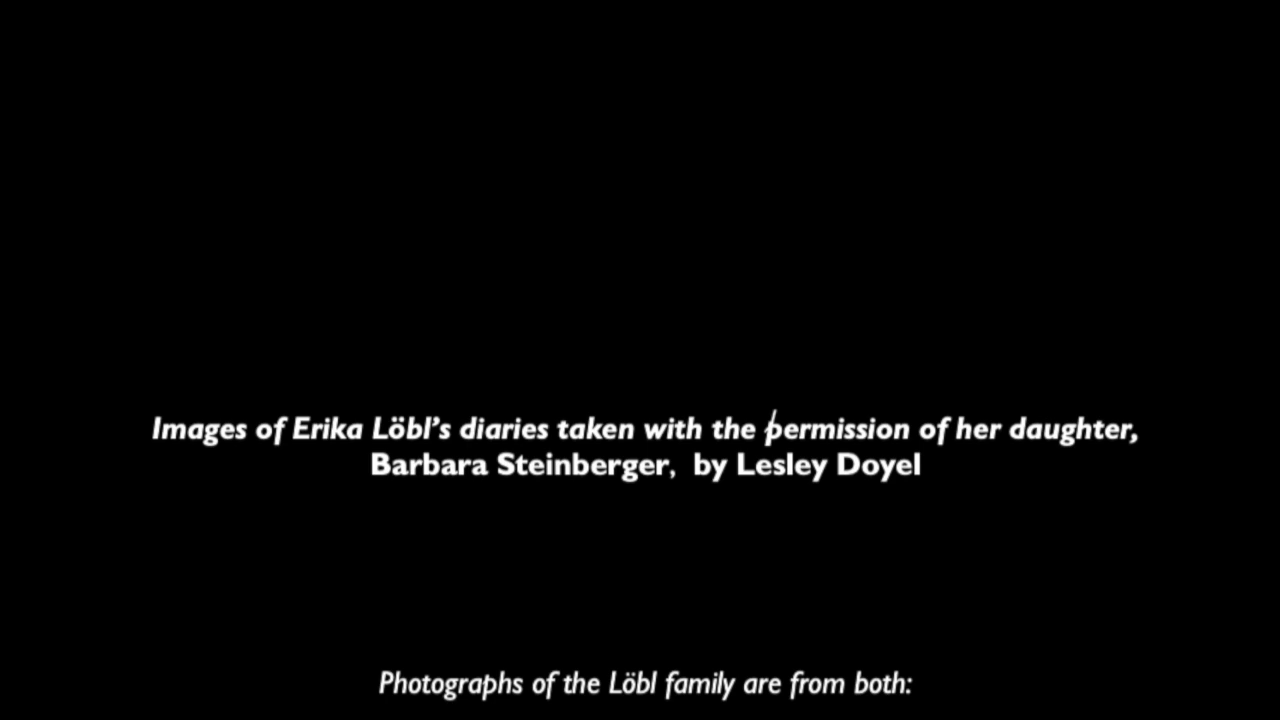 Images of Erika Löbl’s diaries taken with the permission of her daughter,
Barbara Steinberger,  by Lesley Doyel
Photographs of the Löbl family are from both: